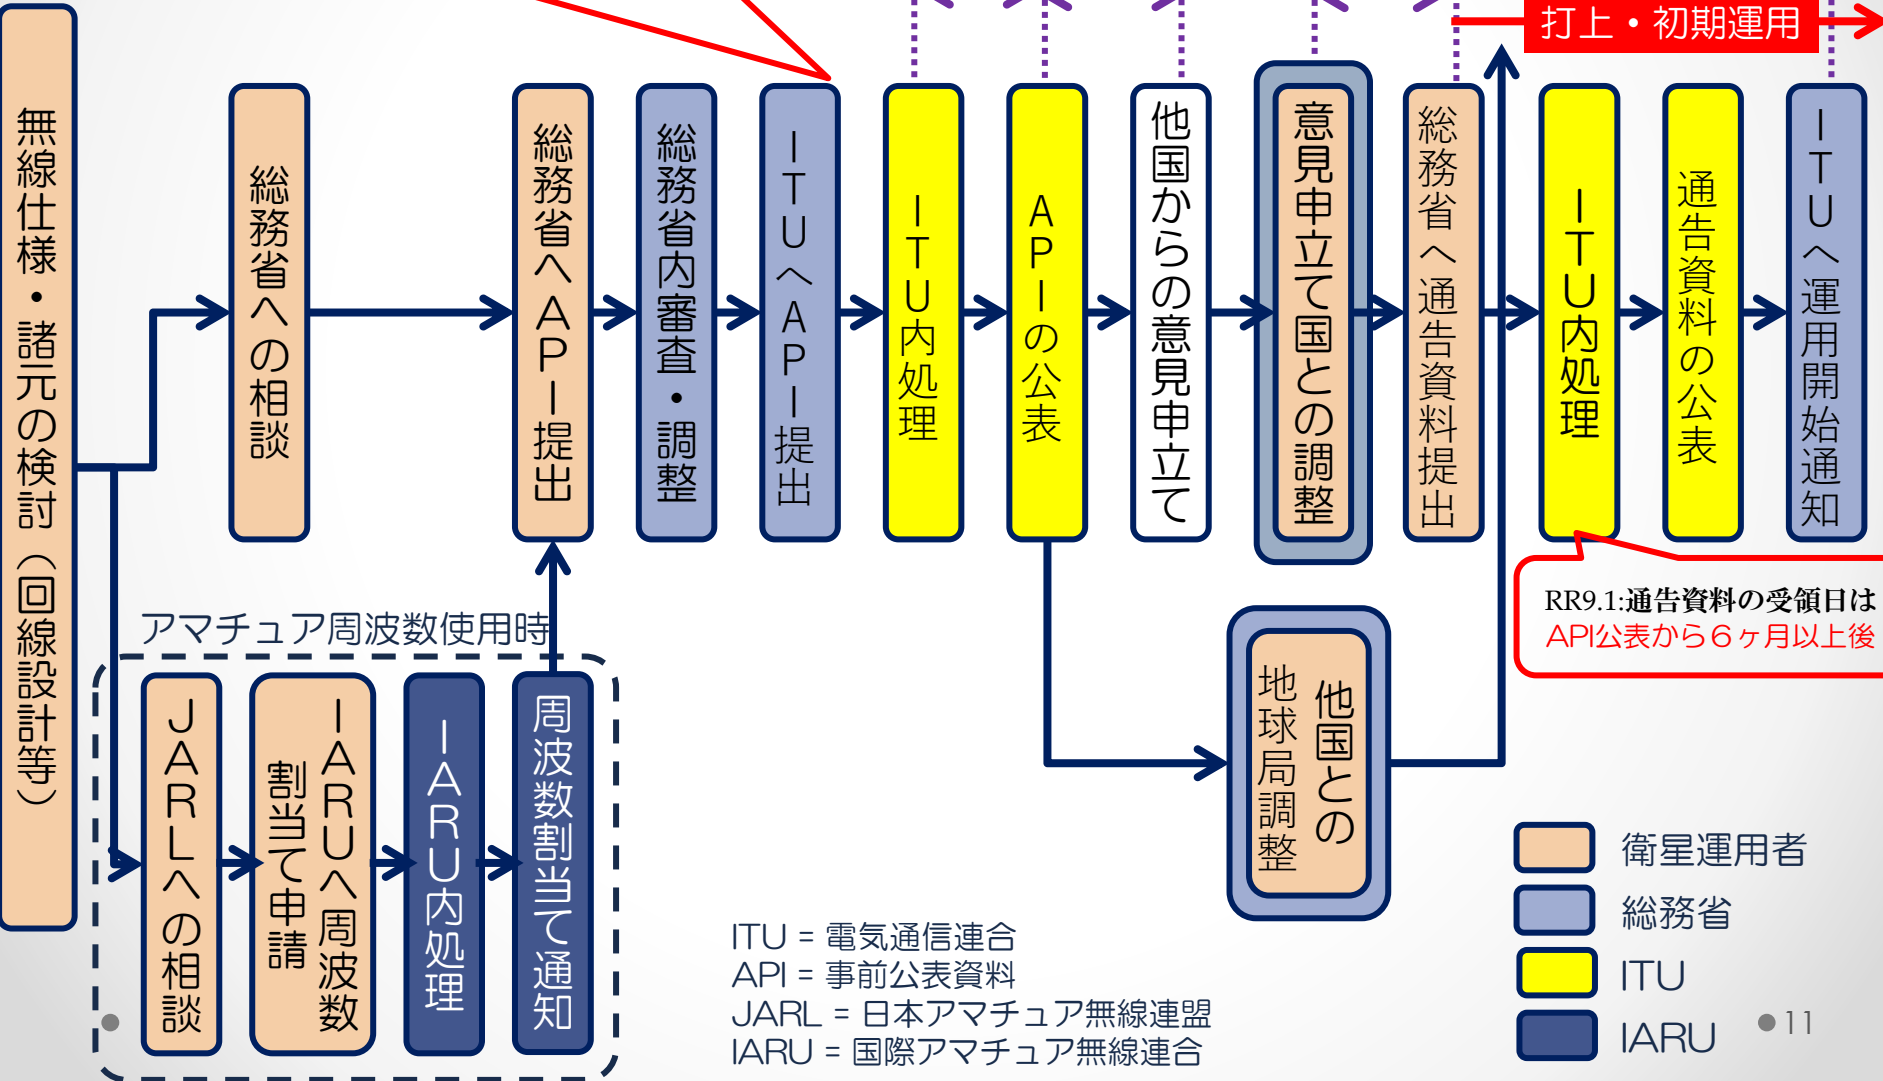 打上・初期運用
無線仕様・諸元の検討（回線設計等）
総務省への相談
総務省へＡＰＩ提出
総務省内審査・調整
ＩＴＵへＡＰＩ提出
ＩＴＵ内処理
ＡＰＩの公表
他国からの意見申立て
意見申立て国との調整
総務省へ通告資料提出
ＩＴＵ内処理
通告資料の公表
ＩＴＵへ運用開始通知
RR9.1:通告資料の受領日は
API公表から６ヶ月以上後
アマチュア周波数使用時
ＪＡＲＬへの相談
ＩＡＲＵへ周波数
割当て申請
ＩＡＲＵ内処理
周波数割当て通知
他国との
地球局調整
ITU = 電気通信連合
API = 事前公表資料
JARL = 日本アマチュア無線連盟
IARU = 国際アマチュア無線連合
衛星運用者
総務省
ITU
IARU
11